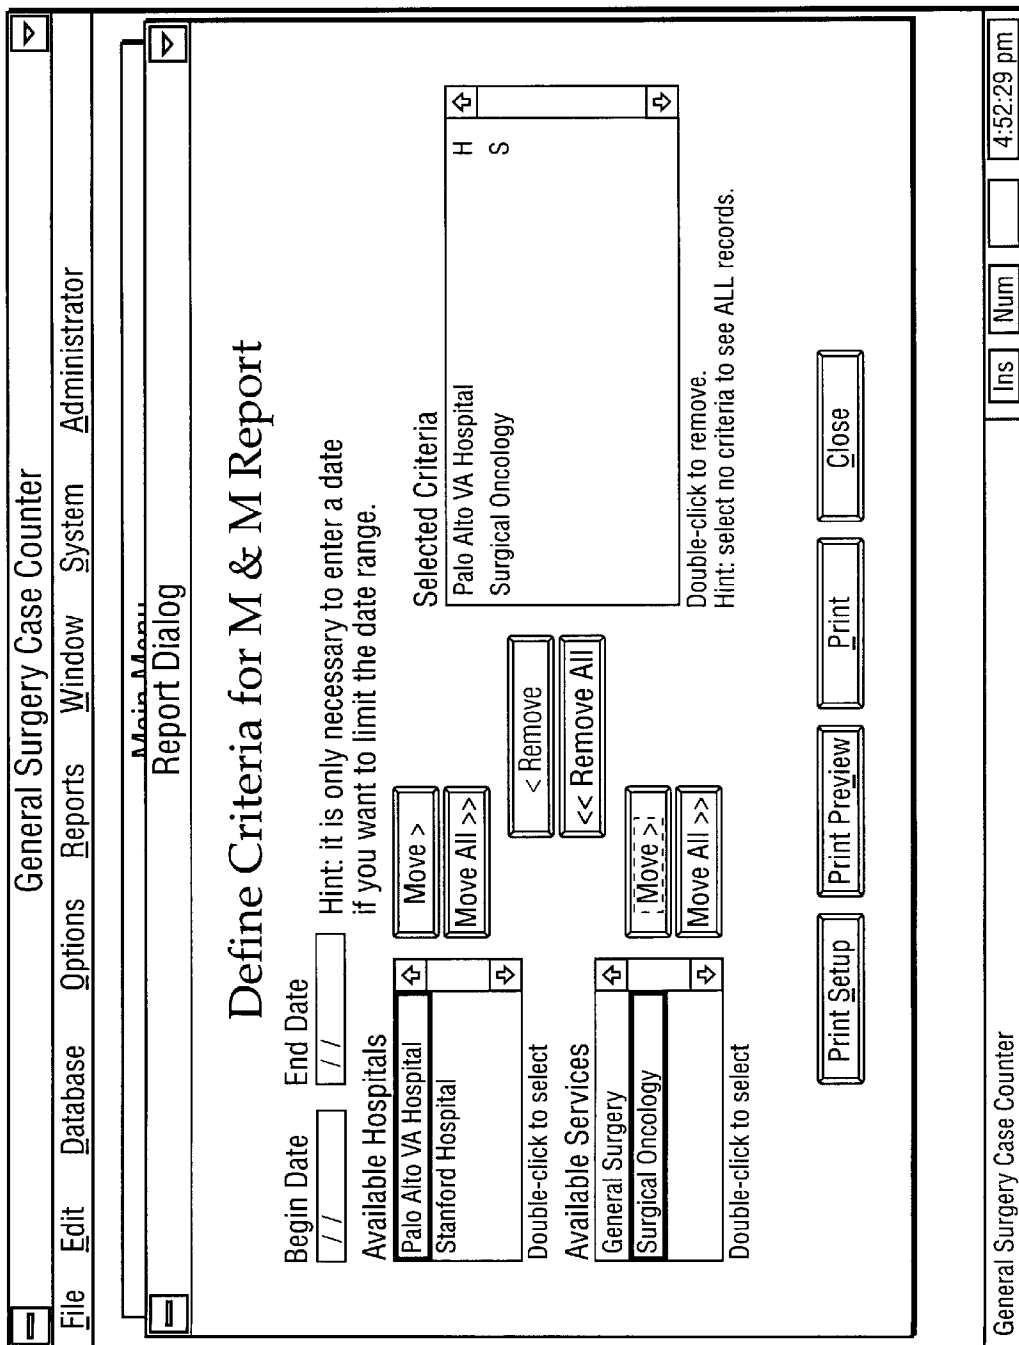 General Surgery Case Counter
File Edit Database Options Reports Window System Administrator
Main Menu
Report Dialog
Define Criteria for M & M Report
Begin Date End Date
/ / / /
Hint: it is only necessary to enter a date
if you want to limit the date range.
Available Hospitals
Palo Alto VA Hospital
Stanford Hospital
Double-click to select
Move >
Move All >>
Available Services
General Surgery
Surgical Oncology
Double-click to select
Move >
Move All >>
< Remove
<< Remove All
Selected Criteria
Palo Alto VA Hospital H
Surgical Oncology S
Double-click to remove.
Hint: select no criteria to see ALL records.
Print Setup Print Preview Print Close
General Surgery Case Counter Ins Num 4:52:29 pm